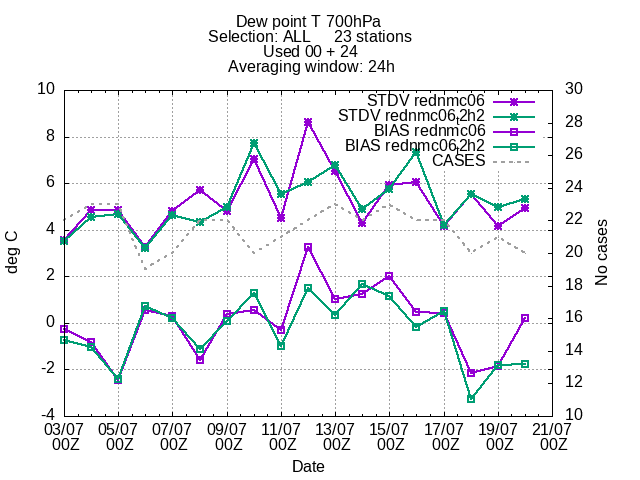 Dew point T 700hPa
Selection: ALL 23 stations
Used 00 + 24
Averaging window: 24h
STDV rednmc06
STDV rednmc06t2h2
BIAS rednmc06
BIAS rednmc06t2h2
CASES
10
8
6
4
2
0
-2
-4
deg C
30
28
26
24
22
20
18
16
14
12
10
No cases
03/07 05/07 07/07 09/07 11/07 13/07 15/07 17/07 19/07 21/07
00Z 00Z 00Z 00Z 00Z 00Z 00Z 00Z 00Z 00Z
Date